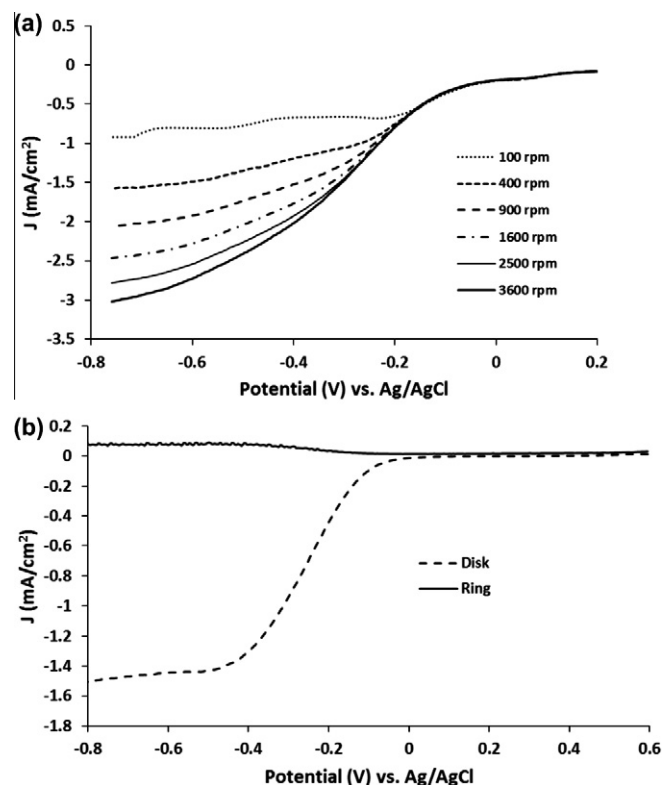 (a)
0.5
0
-0.5
-1
-1.5
-2
-2.5
-3
-3.5
J (mA/cm²)
100 rpm
400 rpm
900 rpm
1600 rpm
2500 rpm
3600 rpm
-0.8 -0.6 -0.4 -0.2 0 0.2
Potential (V) vs. Ag/AgCl
(b)
0.2
0
-0.2
-0.4
-0.6
-0.8
-1
-1.2
-1.4
-1.6
-1.8
J (mA/cm²)
Disk
Ring
-0.8 -0.6 -0.4 -0.2 0 0.2 0.4 0.6
Potential (V) vs. Ag/AgCl